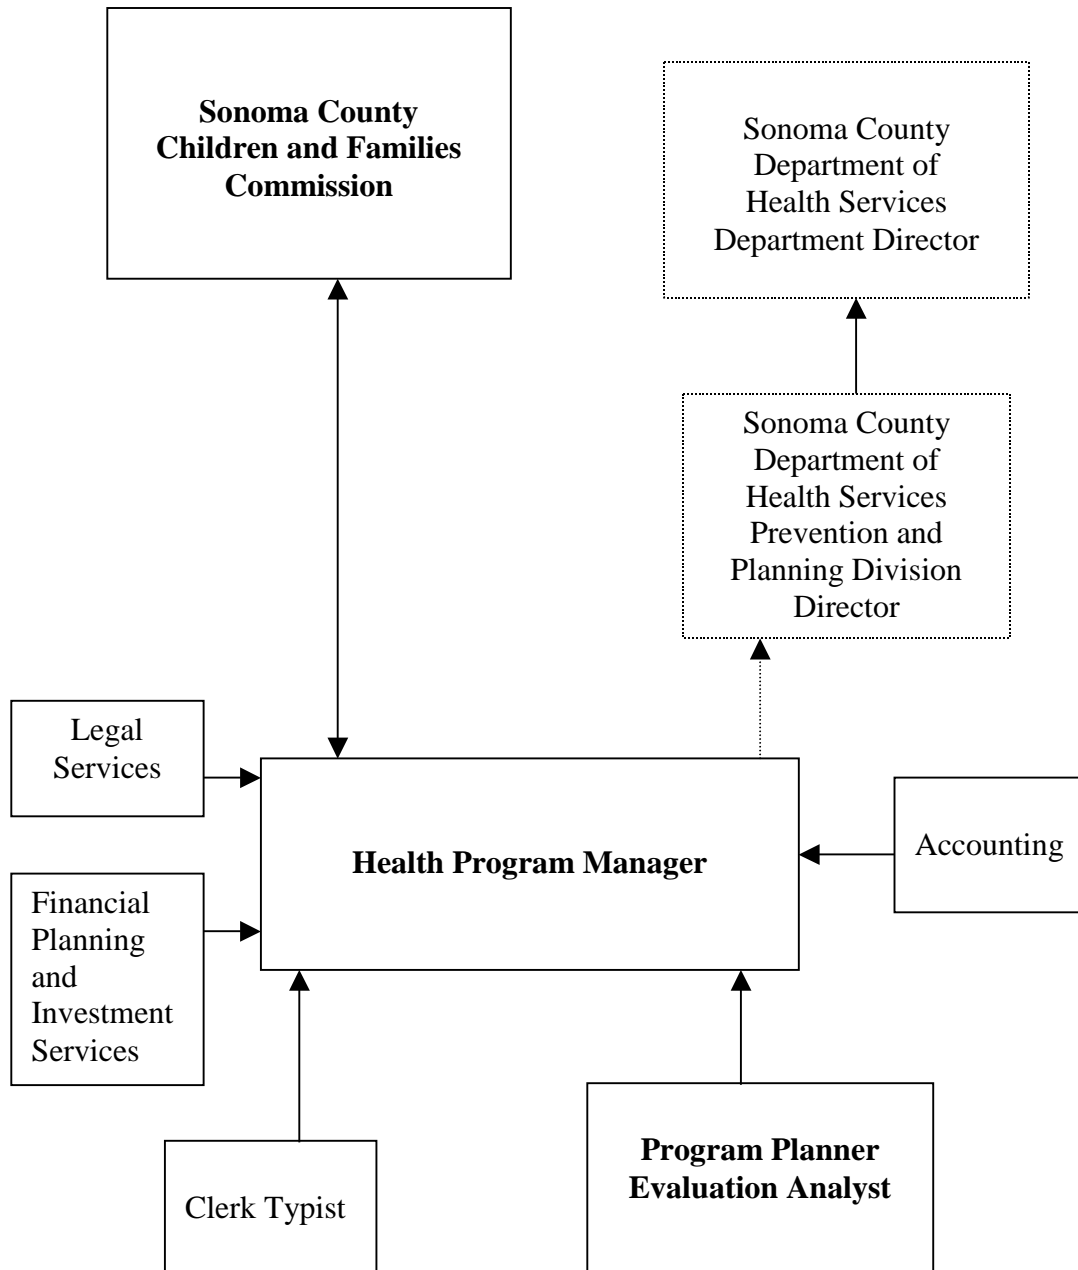 Sonoma County
Children and Families
Commission
Sonoma County
Department of
Health Services
Department Director
Sonoma County
Department of
Health Services
Prevention and
Planning Division
Director
Legal
Services
Health Program Manager
Accounting
Financial
Planning
and
Investment
Services
Program Planner
Evaluation Analyst
Clerk Typist